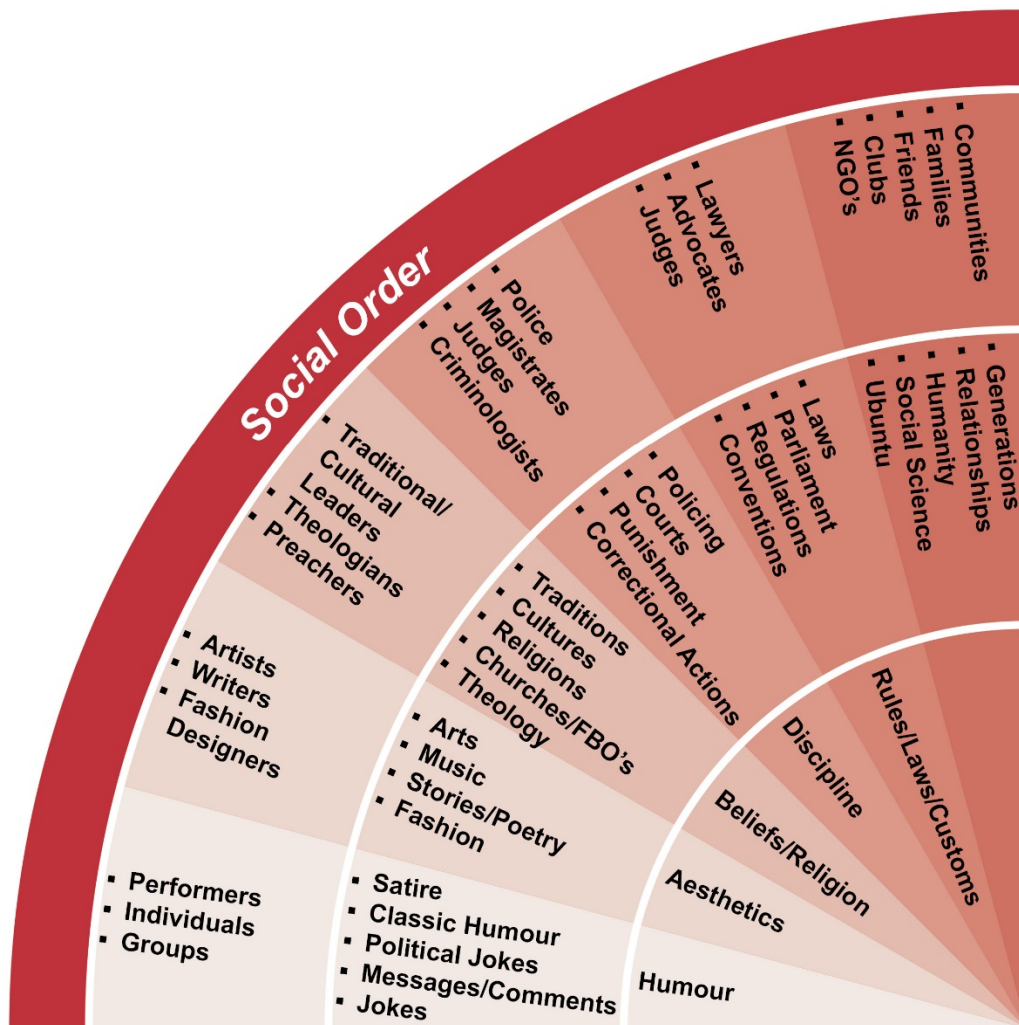 Social Order
▪ Communities
▪ Families
▪ Friends
▪ Clubs
▪ NGO's
▪ Generations
▪ Relationships
▪ Humanity
▪ Social Science
▪ Ubuntu
▪ Lawyers
▪ Advocates
▪ Judges
▪ Laws
▪ Parliament
▪ Regulations
▪ Conventions
Rules/Laws/Customs
▪ Police
▪ Magistrates
▪ Judges
▪ Criminologists
▪ Policing
▪ Courts
▪ Punishment
▪ Correctional Actions
Discipline
▪ Traditional/
Cultural
Leaders
▪ Theologians
▪ Preachers
▪ Traditions
▪ Cultures
▪ Religions
▪ Churches/FBO's
▪ Theology
Beliefs/Religion
▪ Artists
▪ Writers
▪ Fashion
Designers
▪ Arts
▪ Music
▪ Stories/Poetry
▪ Fashion
Aesthetics
▪ Performers
▪ Individuals
▪ Groups
▪ Satire
▪ Classic Humour
▪ Political Jokes
▪ Messages/Comments
▪ Jokes
Humour